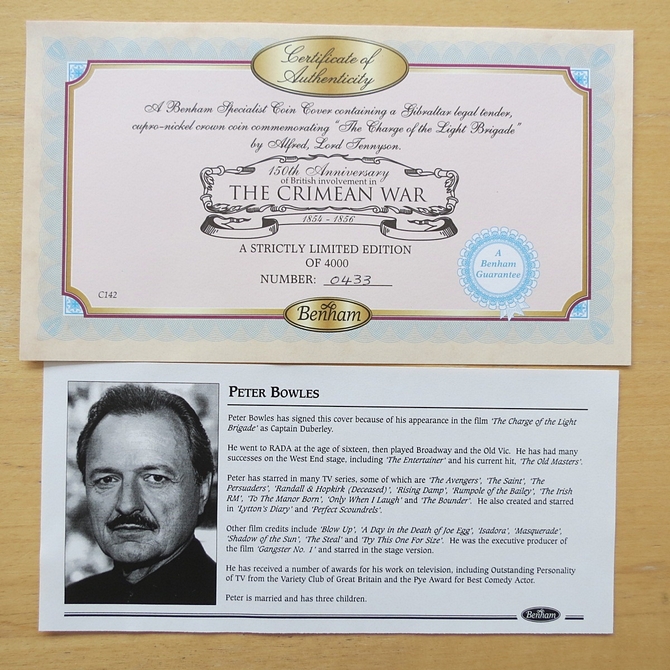 Certificate of
Authenticity
A Benham Specialist Coin Cover containing a Gibraltar legal tender,
cupro-nickel crown coin commemorating "The Charge of the Light Brigade"
by Alfred, Lord Tennyson.
150th Anniversary
of British involvement in
THE CRIMEAN WAR
1854 - 1856
A STRICTLY LIMITED EDITION
OF 4000
NUMBER: 0433
A
Benham
Guarantee
C142
Benham
PETER BOWLES
Peter Bowles has signed this cover because of his appearance in the film 'The Charge of the Light
Brigade' as Captain Duberley.
He went to RADA at the age of sixteen, then played Broadway and the Old Vic. He has had many
successes on the West End stage, including 'The Entertainer' and his current hit, 'The Old Masters'.
Peter has starred in many TV series, some of which are 'The Avengers', 'The Saint', 'The
Persuaders', 'Randall & Hopkirk (Deceased)', 'Rising Damp', 'Rumpole of the Bailey', 'The Irish
RM', 'To The Manor Born', 'Only When I Laugh' and 'The Bounder'. He also created and starred
in 'Lytton's Diary' and 'Perfect Scoundrels'.
Other film credits include 'Blow Up', 'A Day in the Death of Joe Egg', 'Isadora', 'Masquerade',
'Shadow of the Sun', 'The Steal' and 'Try This One For Size'. He was the executive producer of
the film 'Gangster No. 1' and starred in the stage version.
He has received a number of awards for his work on television, including Outstanding Personality
of TV from the Variety Club of Great Britain and the Pye Award for Best Comedy Actor.
Peter is married and has three children.
Benham